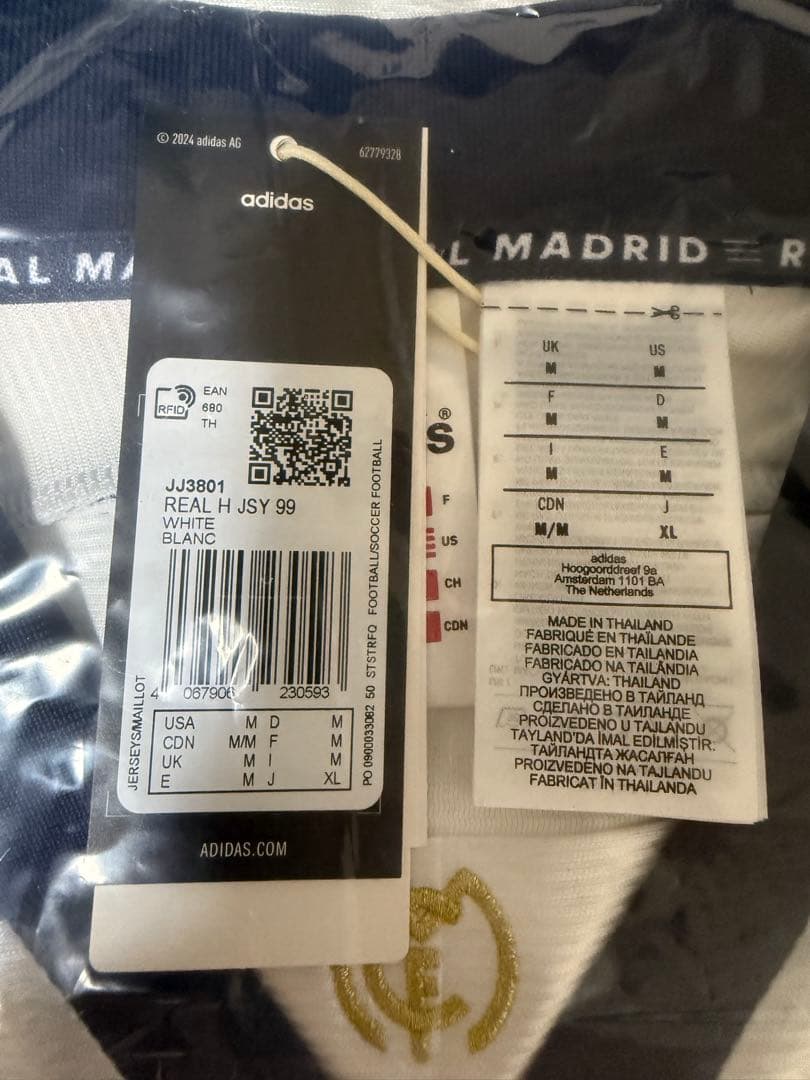 © 2024 adidas AG
62779328
adidas
AL MA
L MADRID
R
RFID
EAN
680
TH
JJ3801
REAL H JSY 99
WHITE
BLANC
4 067906 230593
USA M D M
CDN M/M F M
UK M I M
E M J XL
JERSEYS/MAILLOT
PO 0900033082 50 STSTRFQ FOOTBALL/SOCCER FOOTBALL
ADIDAS.COM
S®
F
US
CH
CDN
UK US
M M
F D
M M
I E
M M
CDN J
M/M XL
adidas
Hoogoorddreef 9a
Amsterdam 1101 BA
The Netherlands
MADE IN THAILAND
FABRIQUÉ EN THAÏLANDE
FABRICADO EN TAILANDIA
FABRICADO NA TAILÂNDIA
GYÁRTVA: THAILAND
ПРОИЗВЕДЕНО В ТАЙЛАНД
СДЕЛАНО В ТАИЛАНДЕ
PROIZVEDENO U TAJLANDU
TAYLAND'DA İMAL EDİLMİŞTİR.
ТАЙЛАНДТА ЖАСАЛҒАН
PROIZVEDENO NA TAJLANDU
FABRICAT ÎN THAILANDA